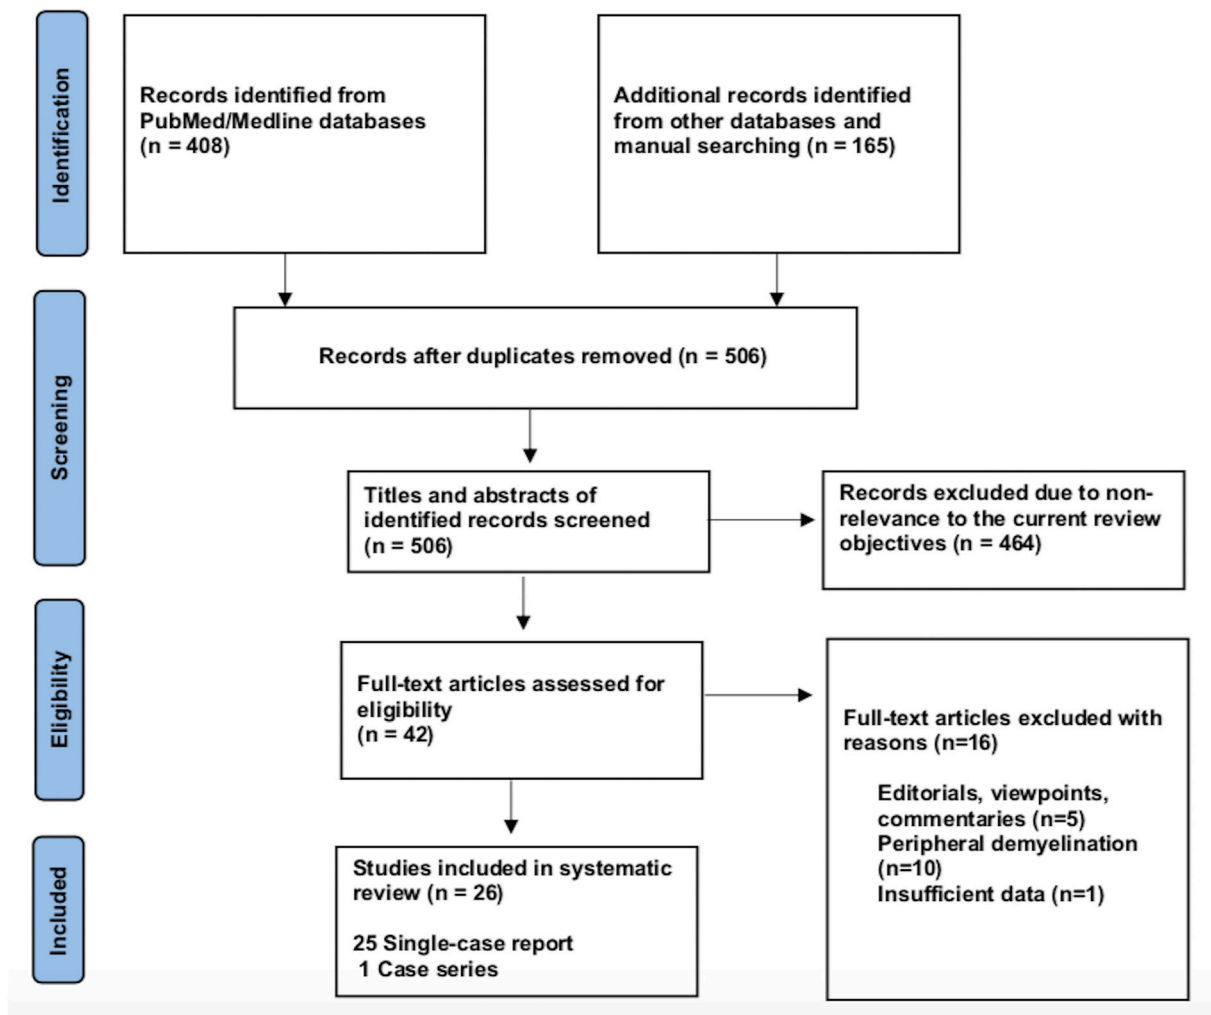 Identification
Records identified from
PubMed/Medline databases
(n = 408)
Additional records identified
from other databases and
manual searching (n = 165)
Screening
Records after duplicates removed (n = 506)
Titles and abstracts of
identified records screened
(n = 506)
Records excluded due to non-
relevance to the current review
objectives (n = 464)
Eligibility
Full-text articles assessed for
eligibility
(n = 42)
Full-text articles excluded with
reasons (n=16)
Editorials, viewpoints,
commentaries (n=5)
Peripheral demyelination
(n=10)
Insufficient data (n=1)
Included
Studies included in systematic
review (n = 26)
25 Single-case report
1 Case series